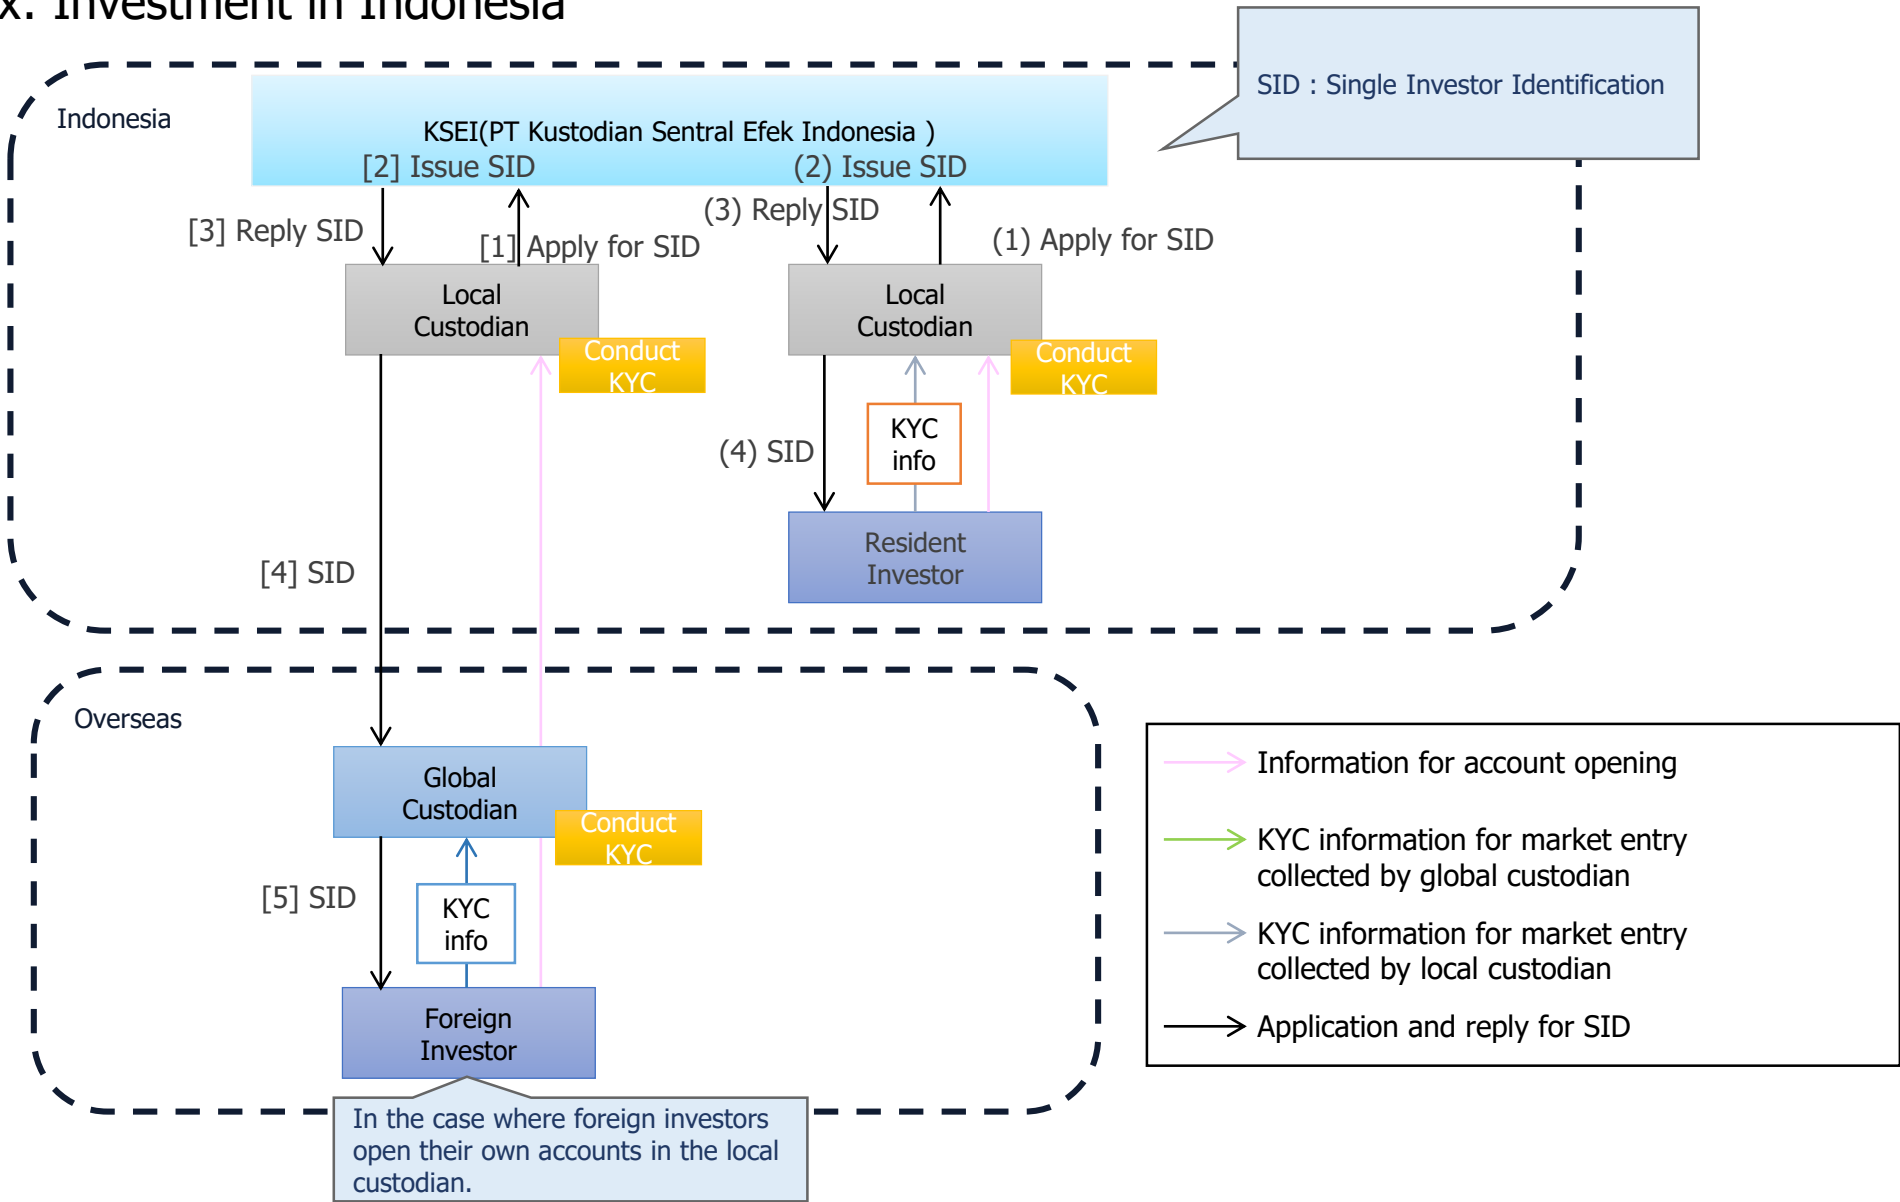 x. Investment in Indonesia
SID : Single Investor Identification
Indonesia
KSEI(PT Kustodian Sentral Efek Indonesia )
[2] Issue SID
(2) Issue SID
[3] Reply SID
[1] Apply for SID
(3) Reply SID
(1) Apply for SID
Local
Custodian
Conduct
KYC
Local
Custodian
Conduct
KYC
KYC
info
(4) SID
Resident
Investor
[4] SID
Overseas
Global
Custodian
Conduct
KYC
[5] SID
KYC
info
Foreign
Investor
In the case where foreign investors
open their own accounts in the local
custodian.
Information for account opening
KYC information for market entry
collected by global custodian
KYC information for market entry
collected by local custodian
Application and reply for SID